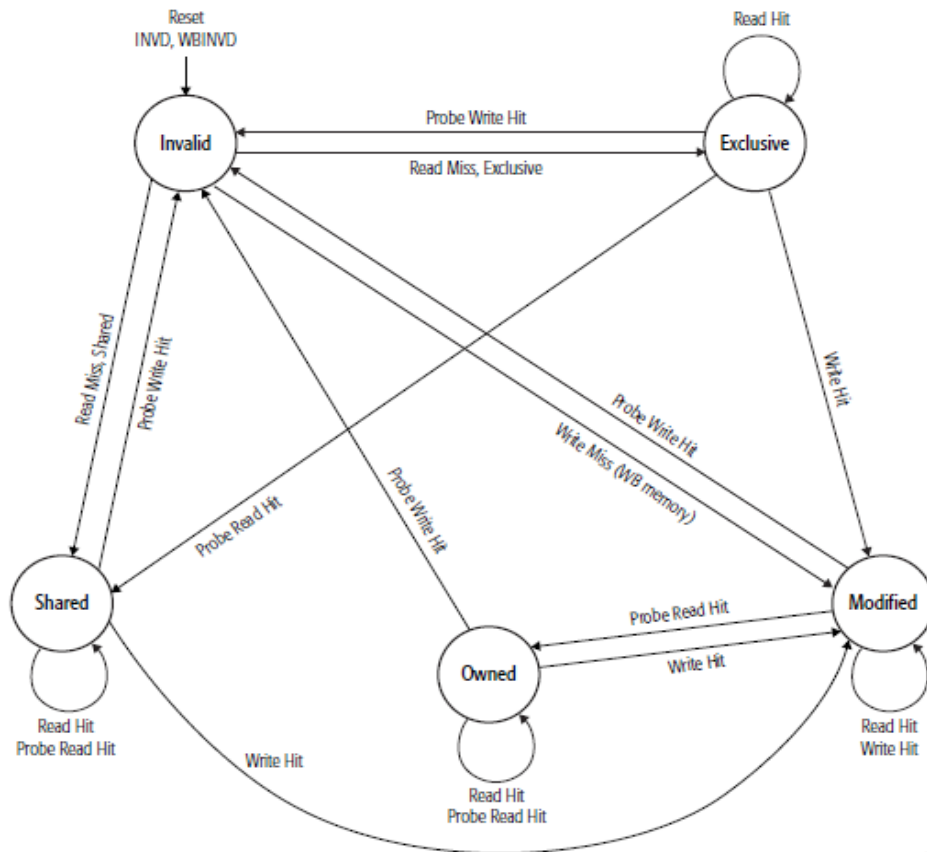 Reset
INVD, WBINVD
Read Hit
Invalid
Probe Write Hit
Exclusive
Read Miss, Exclusive
Read Miss, Shared
Probe Write Hit
Write Hit
Probe Write Hit
Write Miss (WB memory)
Probe Write Hit
Probe Read Hit
Shared
Probe Read Hit
Modified
Owned
Write Hit
Read Hit
Probe Read Hit
Write Hit
Read Hit
Write Hit
Read Hit
Probe Read Hit